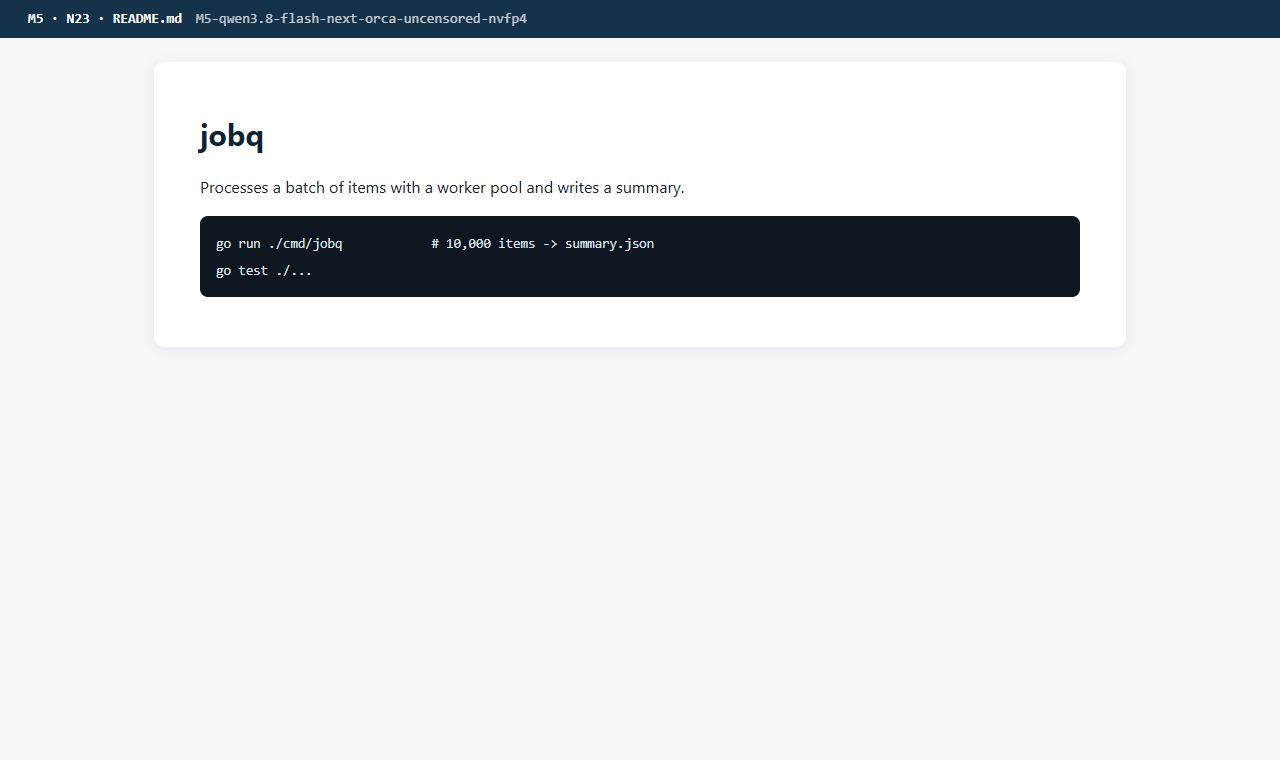 M5 • N23 • README.md M5-qwen3.8-flash-next-orca-uncensored-nvfp4
jobq
Processes a batch of items with a worker pool and writes a summary.
go run ./cmd/jobq            # 10,000 items -> summary.json
go test ./...